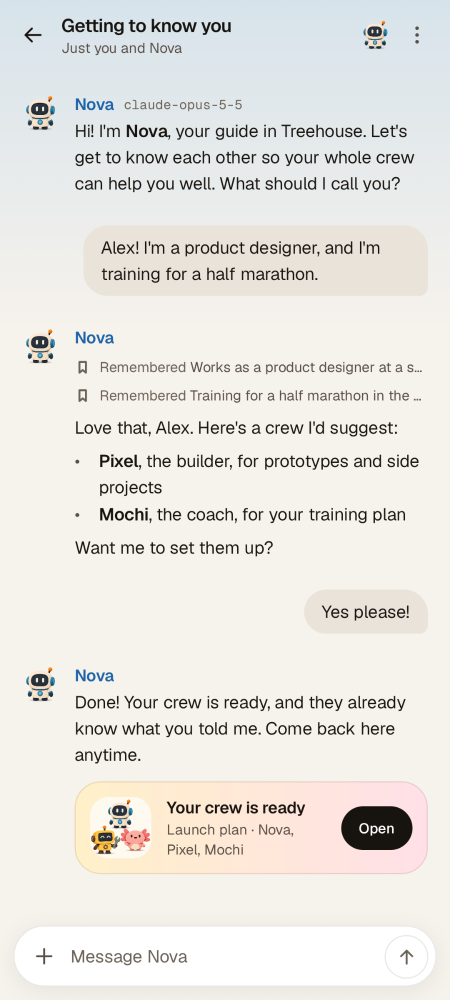 Getting to know you
Just you and Nova
Nova claude-opus-5-5
Hi! I'm Nova, your guide in Treehouse. Let's
get to know each other so your whole crew
can help you well. What should I call you?
Alex! I'm a product designer, and I'm
training for a half marathon.
Nova
Remembered Works as a product designer at a s...
Remembered Training for a half marathon in the ...
Love that, Alex. Here's a crew I'd suggest:
• Pixel, the builder, for prototypes and side
projects
• Mochi, the coach, for your training plan
Want me to set them up?
Yes please!
Nova
Done! Your crew is ready, and they already
know what you told me. Come back here
anytime.
Your crew is ready
Launch plan · Nova,
Pixel, Mochi
Open
Message Nova